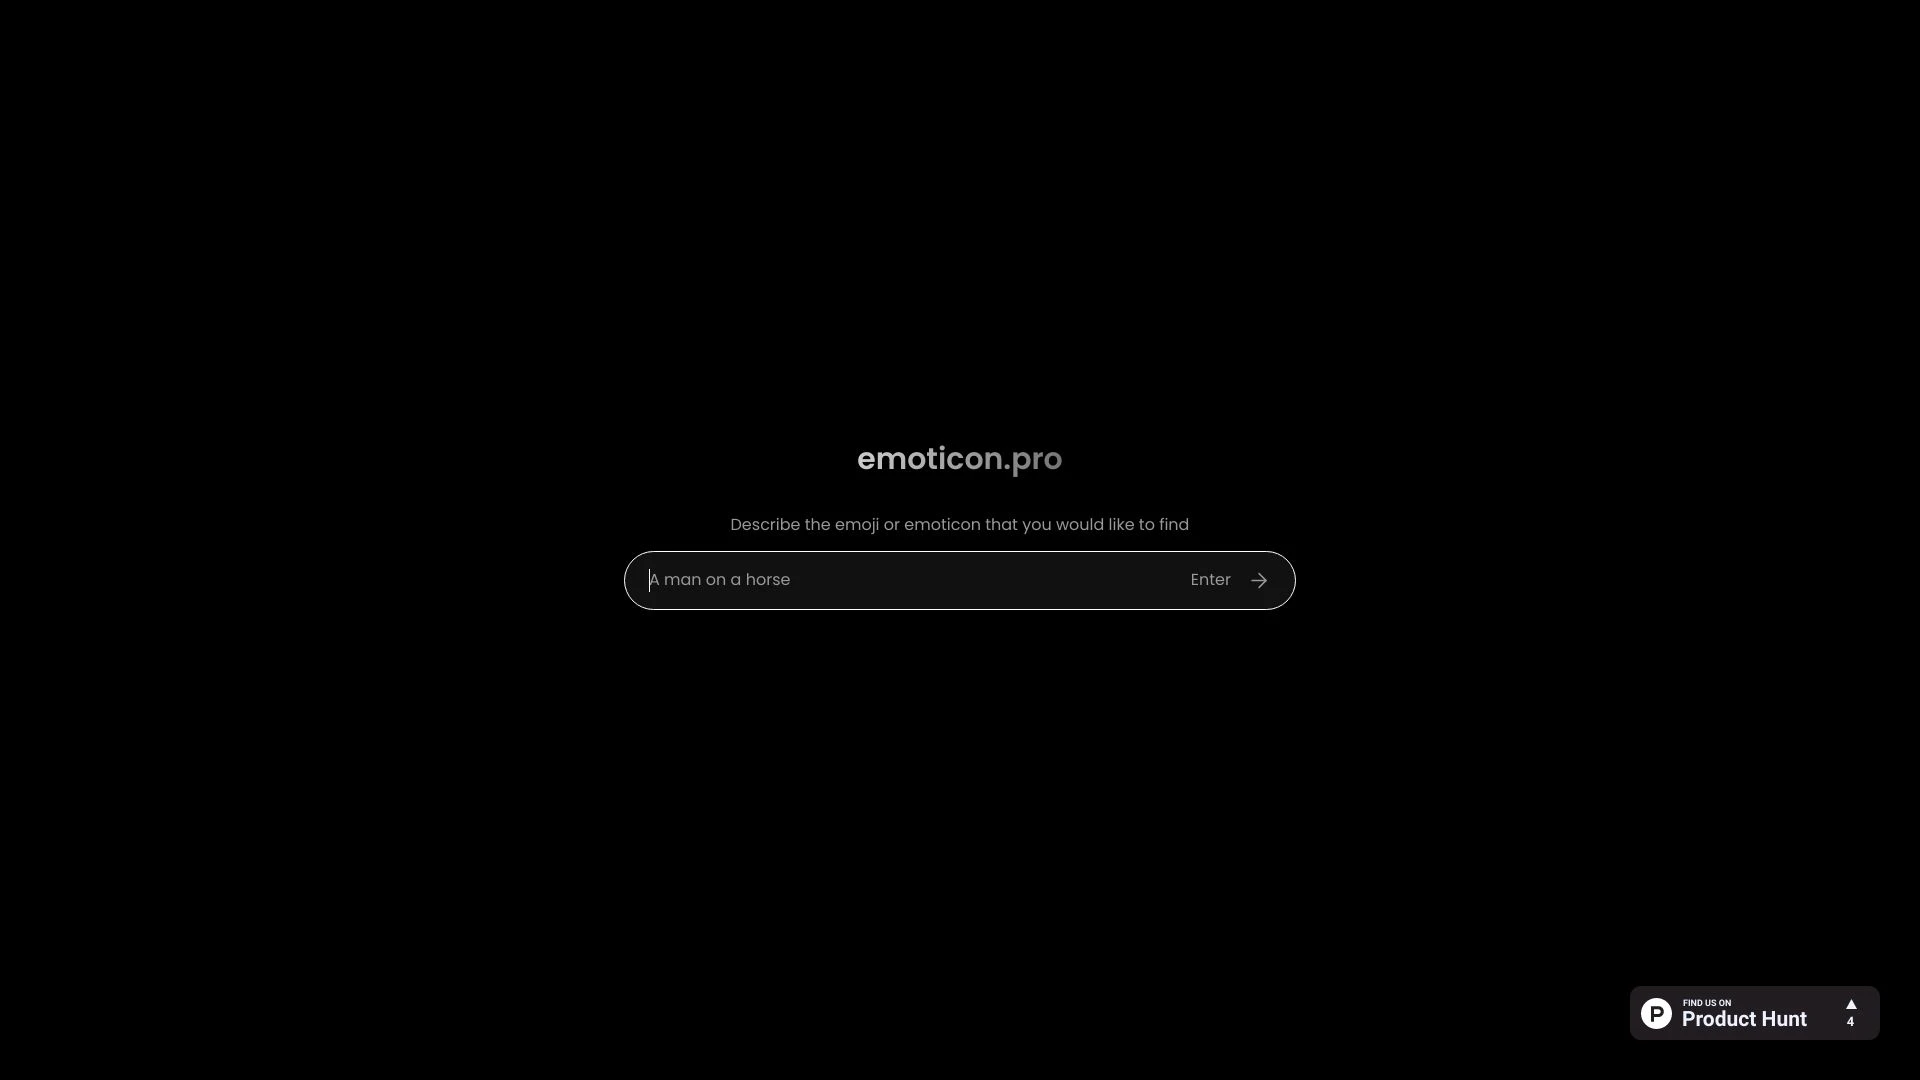 emoticon.pro
Describe the emoji or emoticon that you would like to find
A man on a horse Enter →
FIND US ON
Product Hunt
▲
4